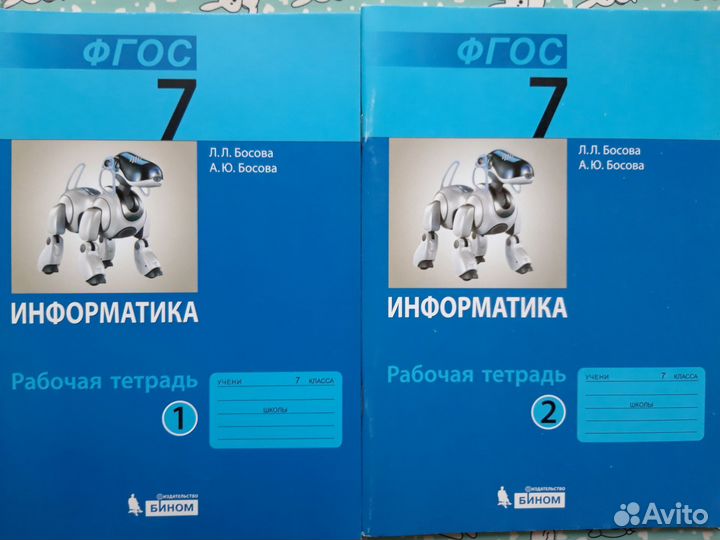 ФГОС
7
Л.Л. Босова
А.Ю. Босова
ИНФОРМАТИКА
Рабочая тетрадь
1
УЧЕНИ 7 КЛАССА
ШКОЛЫ
ИЗДАТЕЛЬСТВО
БИНОМ
ФГОС
7
Л.Л. Босова
А.Ю. Босова
ИНФОРМАТИКА
Рабочая тетрадь
2
УЧЕНИ 7 КЛАССА
ШКОЛЫ
ИЗДАТЕЛЬСТВО
БИНОМ
Avito